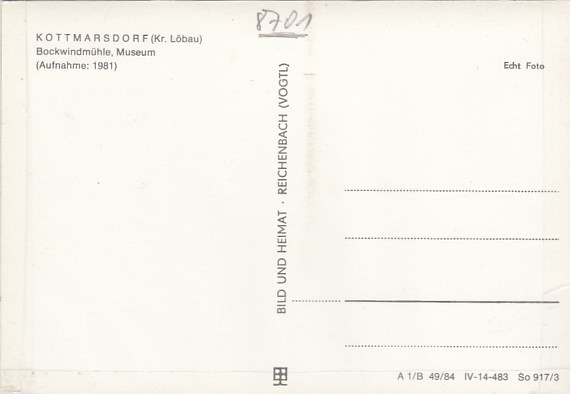 8701
KOTTMARSDORF (Kr. Löbau)
Bockwindmühle, Museum
(Aufnahme: 1981)
Echt Foto
BILD UND HEIMAT · REICHENBACH (VOGTL)
A 1/B 49/84 IV-14-483 So 917/3